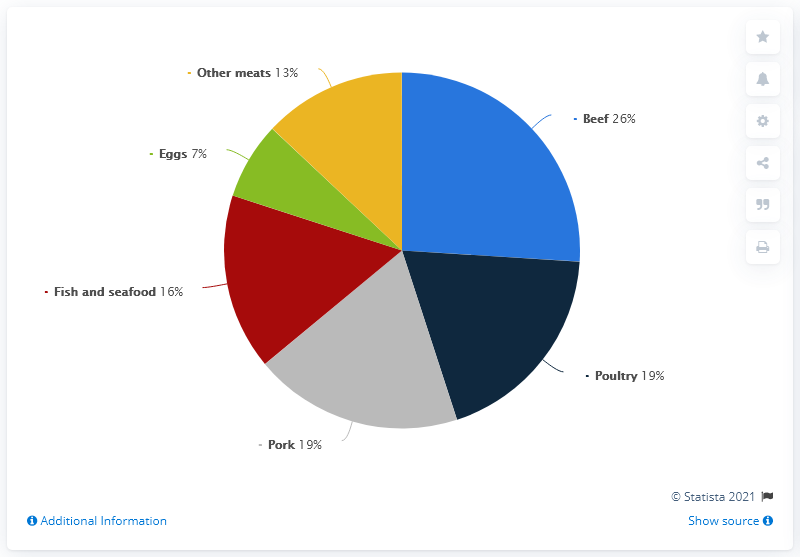 Other meats 13%
Beef 26%
Eggs 7%
Fish and seafood 16%
Poultry 19%
Pork 19%
© Statista 2021
Additional Information
Show source